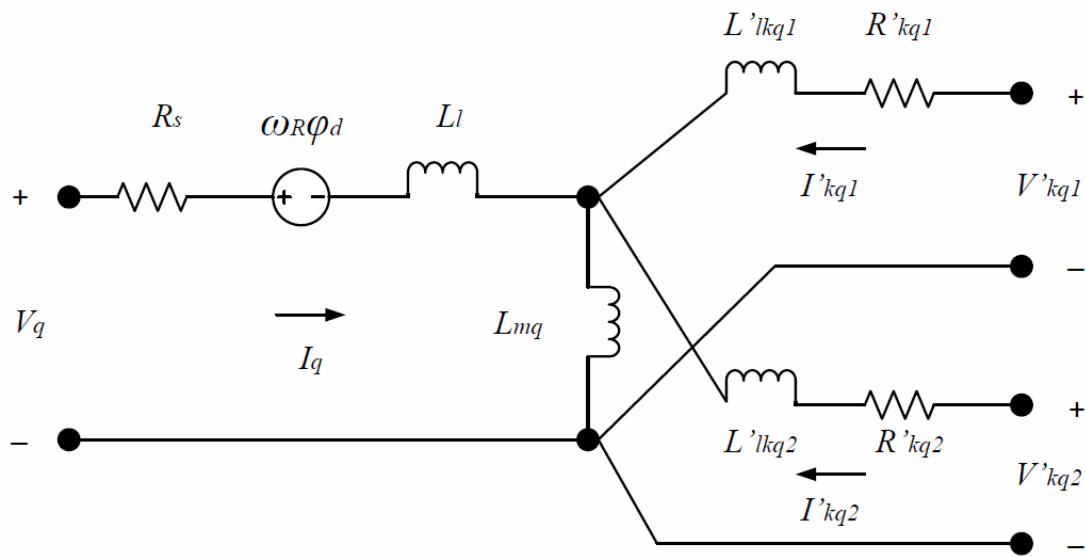 L'lkq1 R'kq1
Rs ωRφd Ll
+ + − +
I'kq1 V'kq1
−
Vq Iq Lmq
+
− L'lkq2 R'kq2
V'kq2
I'kq2
−